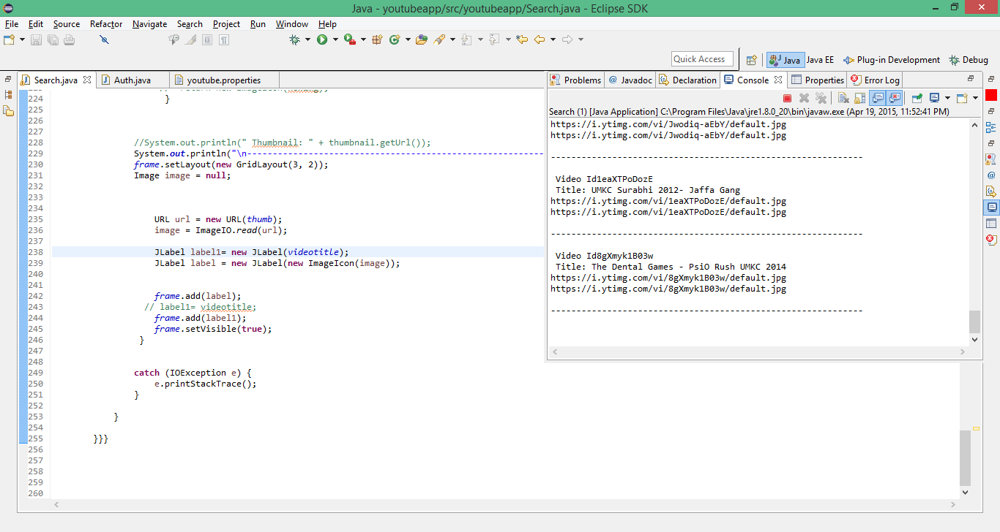 Java - youtubeapp/src/youtubeapp/Search.java - Eclipse SDK
File Edit Source Refactor Navigate Search Project Run Window Help
Quick Access
Java Java EE Plug-in Development Debug
Search.java Auth.java youtube.properties
224 }
225
226
227
228 //System.out.println(" Thumbnail: " + thumbnail.getUrl());
229 System.out.println("\n----------------------------------------------------------
230 frame.setLayout(new GridLayout(3, 2));
231 Image image = null;
232
233
234
235 URL url = new URL(thumb);
236 image = ImageIO.read(url);
237
238 JLabel label1= new JLabel(videotitle);
239 JLabel label = new JLabel(new ImageIcon(image));
240
241
242 frame.add(label);
243 // label1= videotitle;
244 frame.add(label1);
245 frame.setVisible(true);
246 }
247
248
249 catch (IOException e) {
250 e.printStackTrace();
251 }
252
253 }
254
255 }}}
256
257
258
259
260
Problems @ Javadoc Declaration Console Properties Error Log
Search (1) [Java Application] C:\Program Files\Java\jre1.8.0_20\bin\javaw.exe (Apr 19, 2015, 11:52:41 PM)
https://i.ytimg.com/vi/Jwodiq-aEbY/default.jpg
https://i.ytimg.com/vi/Jwodiq-aEbY/default.jpg
-------------------------------------------------------------
Video Id1eaXTPoDozE
Title: UMKC Surabhi 2012- Jaffa Gang
https://i.ytimg.com/vi/1eaXTPoDozE/default.jpg
https://i.ytimg.com/vi/1eaXTPoDozE/default.jpg
-------------------------------------------------------------
Video Id8gXmyk1B03w
Title: The Dental Games - PsiO Rush UMKC 2014
https://i.ytimg.com/vi/8gXmyk1B03w/default.jpg
https://i.ytimg.com/vi/8gXmyk1B03w/default.jpg
-------------------------------------------------------------